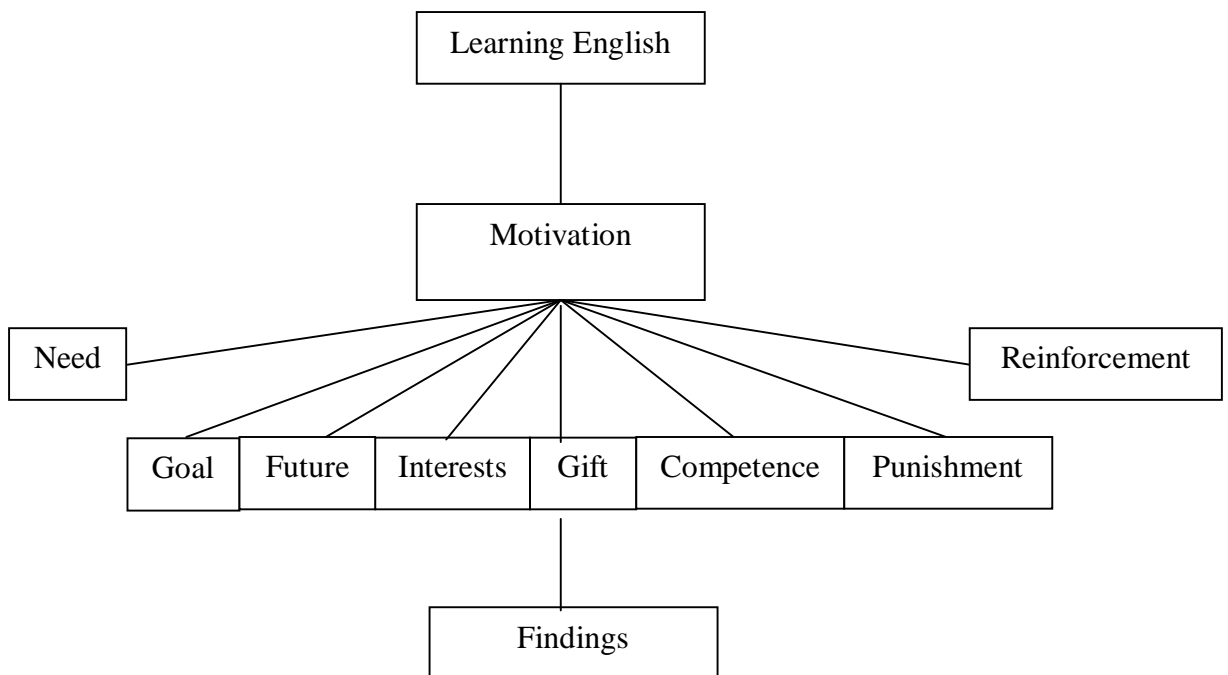 Learning English
Motivation
Need
Reinforcement
Goal
Future
Interests
Gift
Competence
Punishment
Findings